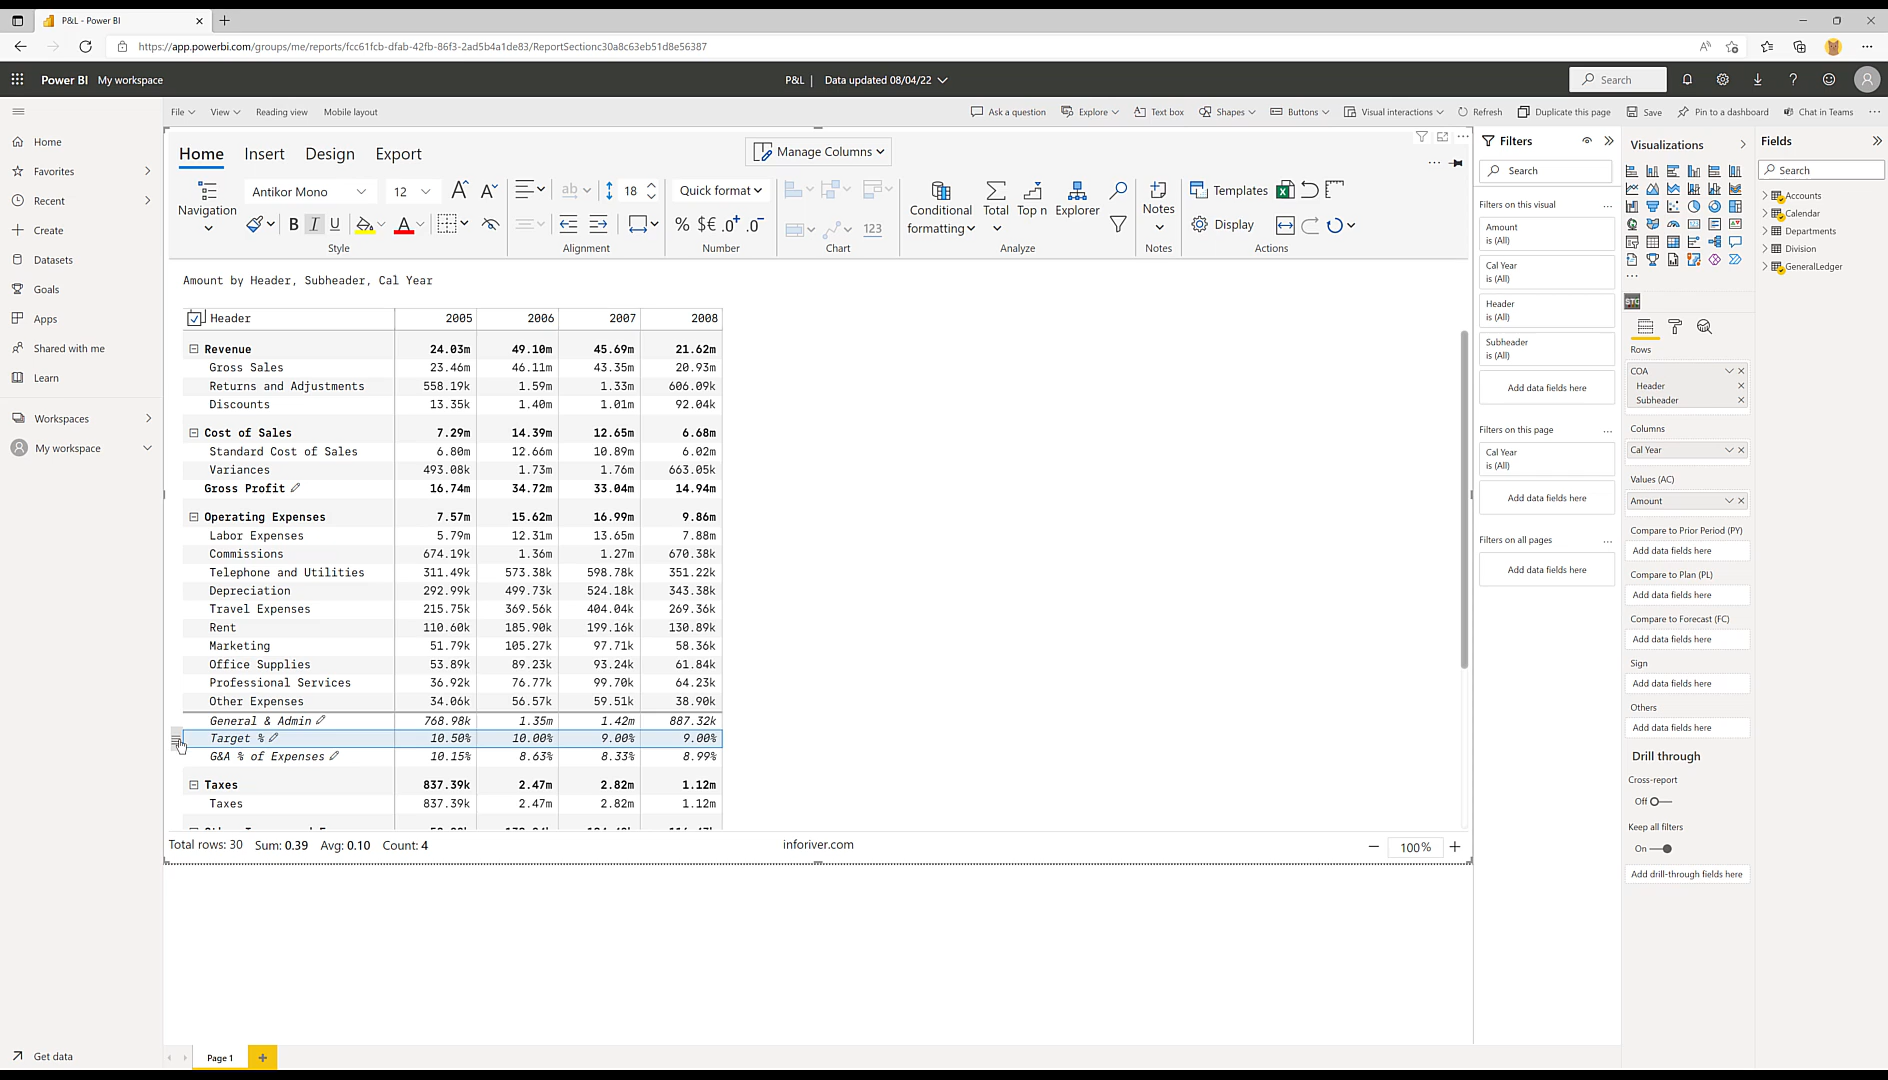 P&L - Power BI
https://app.powerbi.com/groups/me/reports/fcc61fcb-dfab-42fb-86f3-2ad5b4a1de83/ReportSectionc30a8c63eb51d8e56387
Power BI My workspace
P&L | Data updated 08/04/22
Search
File View Reading view Mobile layout
Ask a question Explore Text box Shapes Buttons Visual interactions Refresh Duplicate this page Save Pin to a dashboard Chat in Teams
Home
Favorites
Recent
Create
Datasets
Goals
Apps
Shared with me
Learn
Workspaces
My workspace
Get data
Home Insert Design Export
Manage Columns
Navigation
Antikor Mono 12
B I U
Style
ab 18
Alignment
Quick format
% $€ .0+ .0-
Number
123
Chart
Conditional formatting
Total
Top n
Explorer
Analyze
Notes
Notes
Templates
Display
Actions
Amount by Header, Subheader, Cal Year
Header 2005 2006 2007 2008
Revenue 24.03m 49.10m 45.69m 21.62m
Gross Sales 23.46m 46.11m 43.35m 20.93m
Returns and Adjustments 558.19k 1.59m 1.33m 606.09k
Discounts 13.35k 1.40m 1.01m 92.04k
Cost of Sales 7.29m 14.39m 12.65m 6.68m
Standard Cost of Sales 6.80m 12.66m 10.89m 6.02m
Variances 493.08k 1.73m 1.76m 663.05k
Gross Profit 16.74m 34.72m 33.04m 14.94m
Operating Expenses 7.57m 15.62m 16.99m 9.86m
Labor Expenses 5.79m 12.31m 13.65m 7.88m
Commissions 674.19k 1.36m 1.27m 670.38k
Telephone and Utilities 311.49k 573.38k 598.78k 351.22k
Depreciation 292.99k 499.73k 524.18k 343.38k
Travel Expenses 215.75k 369.56k 404.04k 269.36k
Rent 110.60k 185.90k 199.16k 130.89k
Marketing 51.79k 105.27k 97.71k 58.36k
Office Supplies 53.89k 89.23k 93.24k 61.84k
Professional Services 36.92k 76.77k 99.70k 64.23k
Other Expenses 34.06k 56.57k 59.51k 38.90k
General & Admin 768.98k 1.35m 1.42m 887.32k
Target % 10.50% 10.00% 9.00% 9.00%
G&A % of Expenses 10.15% 8.63% 8.33% 8.99%
Taxes 837.39k 2.47m 2.82m 1.12m
Taxes 837.39k 2.47m 2.82m 1.12m
Total rows: 30 Sum: 0.39 Avg: 0.10 Count: 4
inforiver.com
100%
Page 1
Filters
Search
Filters on this visual
Amount
is (All)
Cal Year
is (All)
Header
is (All)
Subheader
is (All)
Add data fields here
Filters on this page
Cal Year
is (All)
Add data fields here
Filters on all pages
Add data fields here
Visualizations
STG
Rows
COA
Header
Subheader
Columns
Cal Year
Values (AC)
Amount
Compare to Prior Period (PY)
Add data fields here
Compare to Plan (PL)
Add data fields here
Compare to Forecast (FC)
Add data fields here
Sign
Add data fields here
Others
Add data fields here
Drill through
Cross-report
Off
Keep all filters
On
Add drill-through fields here
Fields
Search
Accounts
Calendar
Departments
Division
GeneralLedger